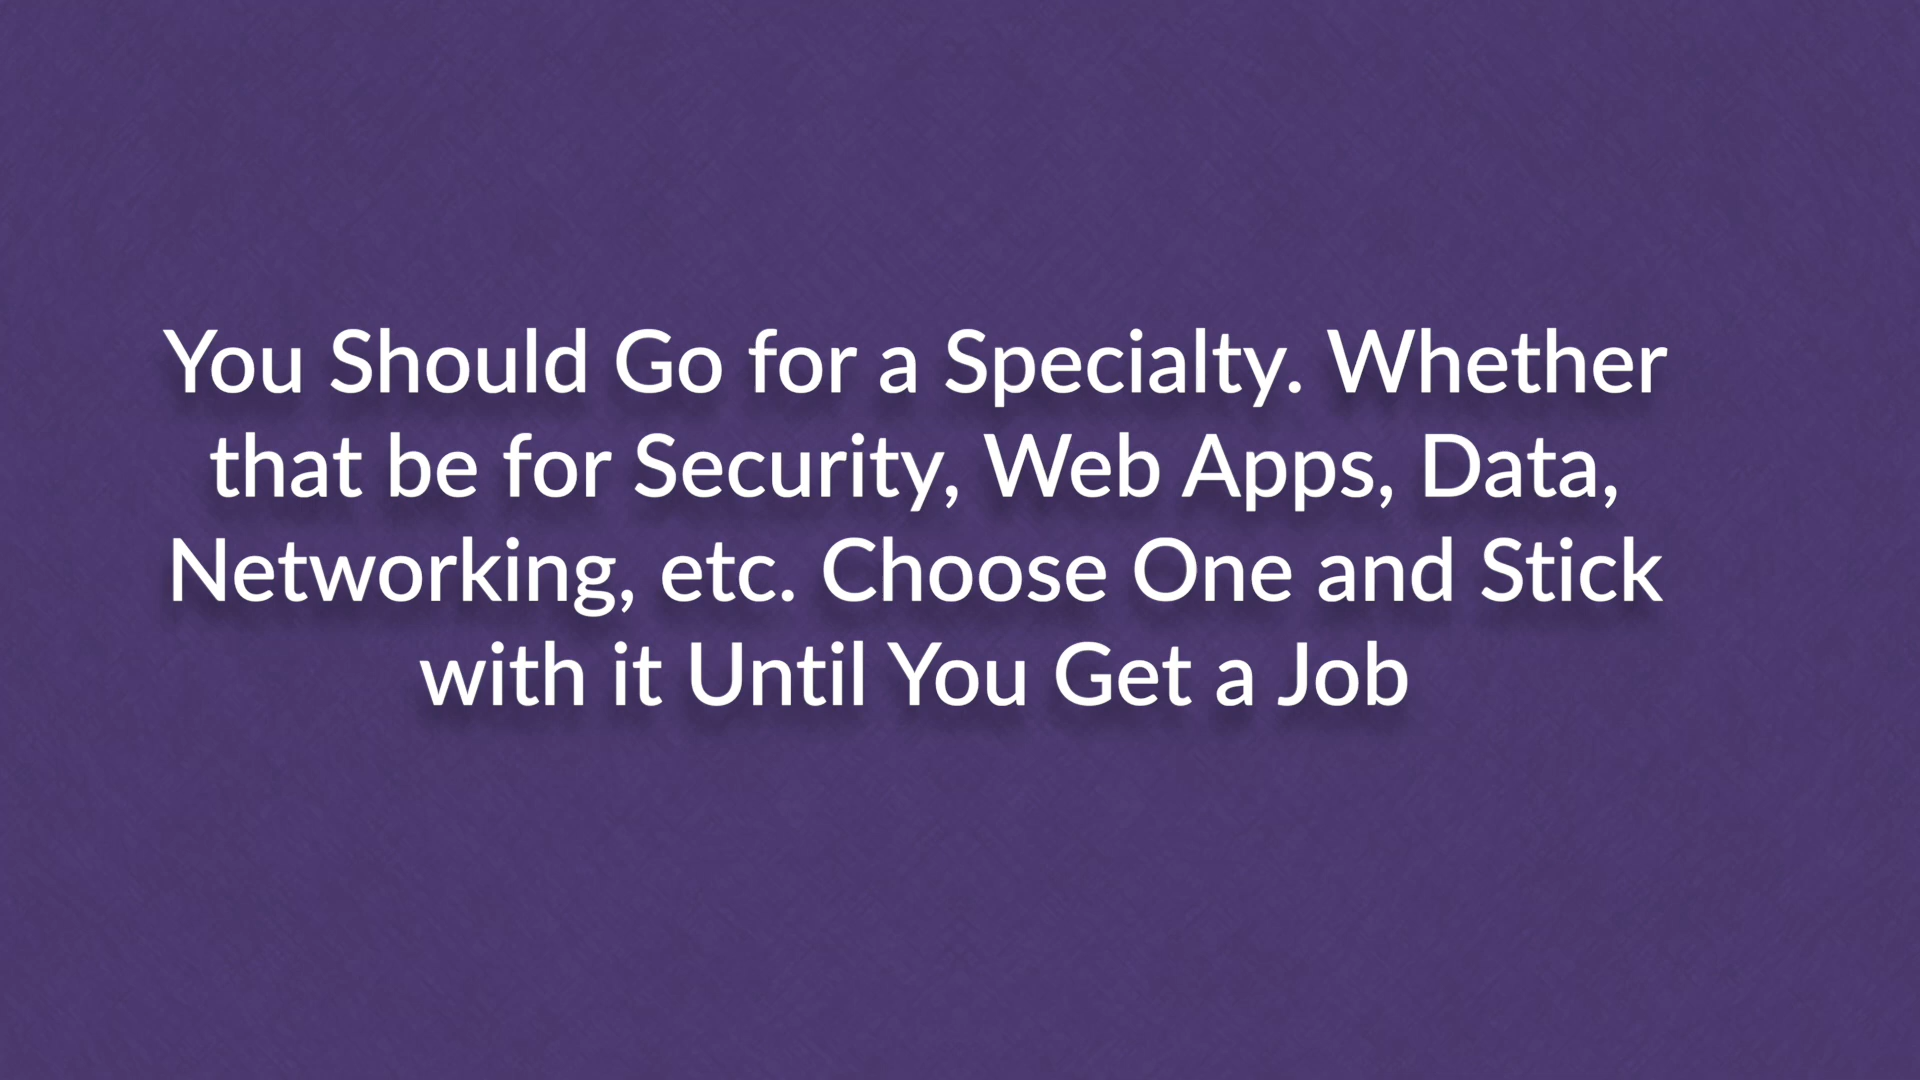 You Should Go for a Specialty. Whether
that be for Security, Web Apps, Data,
Networking, etc. Choose One and Stick
with it Until You Get a Job